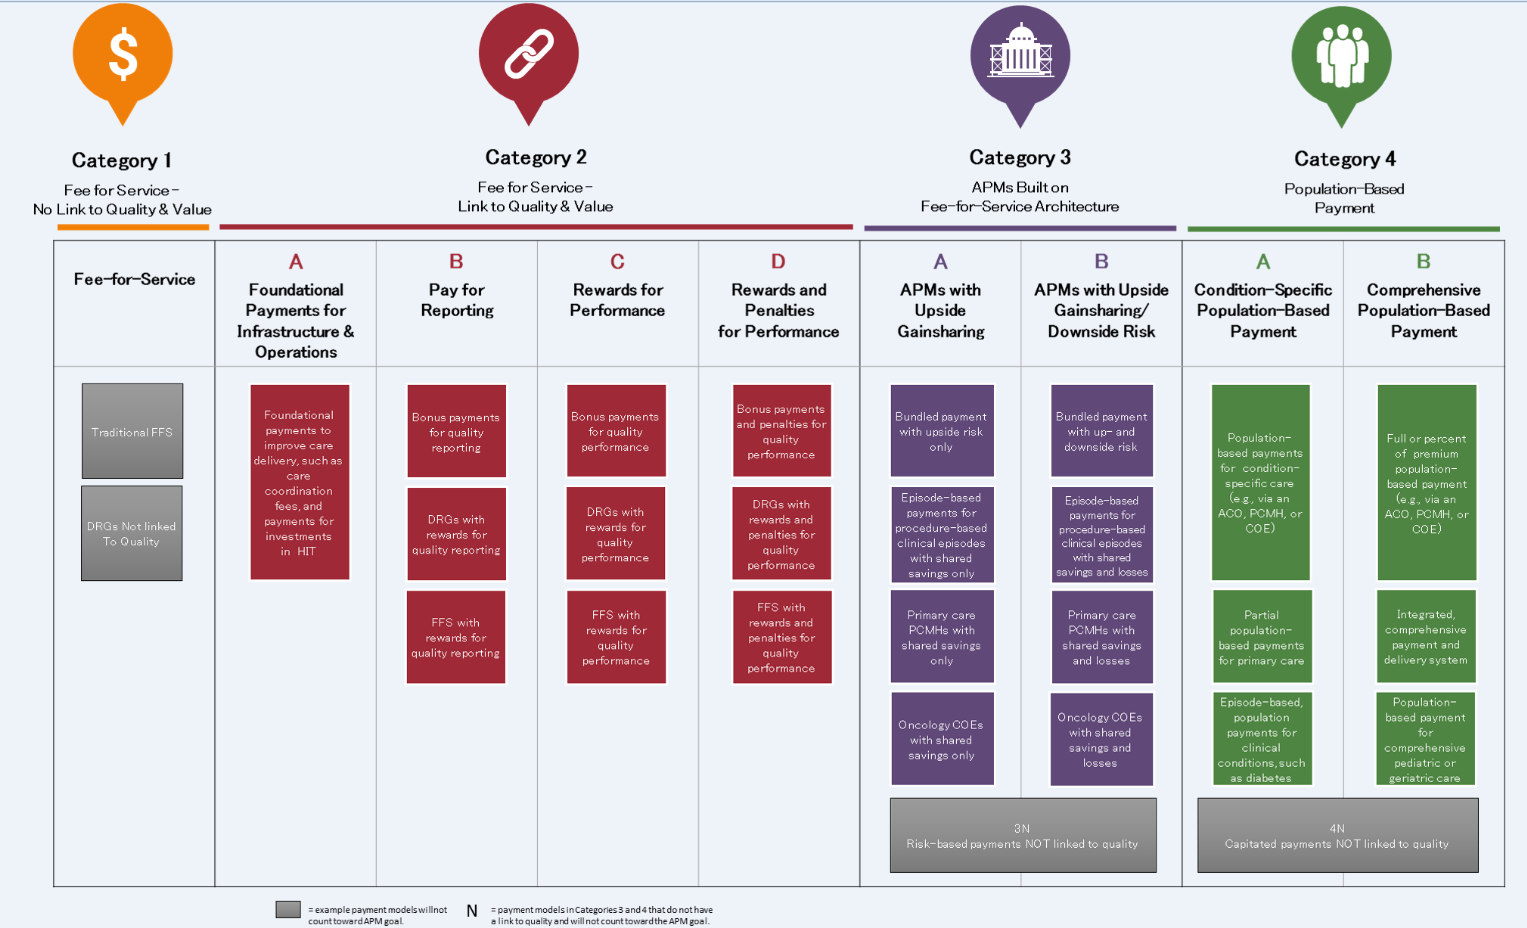 $
Category 1
Fee for Service –
No Link to Quality & Value
Category 2
Fee for Service –
Link to Quality & Value
Category 3
APMs Built on
Fee-for-Service Architecture
Category 4
Population-Based
Payment
Fee-for-Service
A
Foundational
Payments for
Infrastructure &
Operations
B
Pay for
Reporting
C
Rewards for
Performance
D
Rewards and
Penalties
for Performance
A
APMs with
Upside
Gainsharing
B
APMs with Upside
Gainsharing/
Downside Risk
A
Condition-Specific
Population-Based
Payment
B
Comprehensive
Population-Based
Payment
Traditional FFS
DRGs Not linked
To Quality
Foundational
payments to
improve care
delivery, such as
care
coordination
fees, and
payments for
investments
in HIT
Bonus payments
for quality
reporting
DRGs with
rewards for
quality reporting
FFS with
rewards for
quality reporting
Bonus payments
for quality
performance
DRGs with
rewards for
quality
performance
FFS with
rewards for
quality
performance
Bonus payments
and penalties for
quality
performance
DRGs with
rewards and
penalties for
quality
performance
FFS with
rewards and
penalties for
quality
performance
Bundled payment
with upside risk
only
Episode-based
payments for
procedure-based
clinical episodes
with shared
savings only
Primary care
PCMHs with
shared savings
only
Oncology COEs
with shared
savings only
Bundled payment
with up- and
downside risk
Episode-based
payments for
procedure-based
clinical episodes
with shared
savings and losses
Primary care
PCMHs with
shared savings
and losses
Oncology COEs
with shared
savings and
losses
3N
Risk-based payments NOT linked to quality
Population-
based payments
for condition-
specific care
(e.g., via an
ACO, PCMH, or
COE)
Partial
population-
based payments
for primary care
Episode-based,
population
payments for
clinical
conditions, such
as diabetes
Full or percent
of premium
population-
based payment
(e.g., via an
ACO, PCMH, or
COE)
Integrated,
comprehensive
payment and
delivery system
Population-
based payment
for
comprehensive
pediatric or
geriatric care
4N
Capitated payments NOT linked to quality
= example payment models will not
count toward APM goal.
N
= payment models in Categories 3 and 4 that do not have
a link to quality and will not count toward the APM goal.